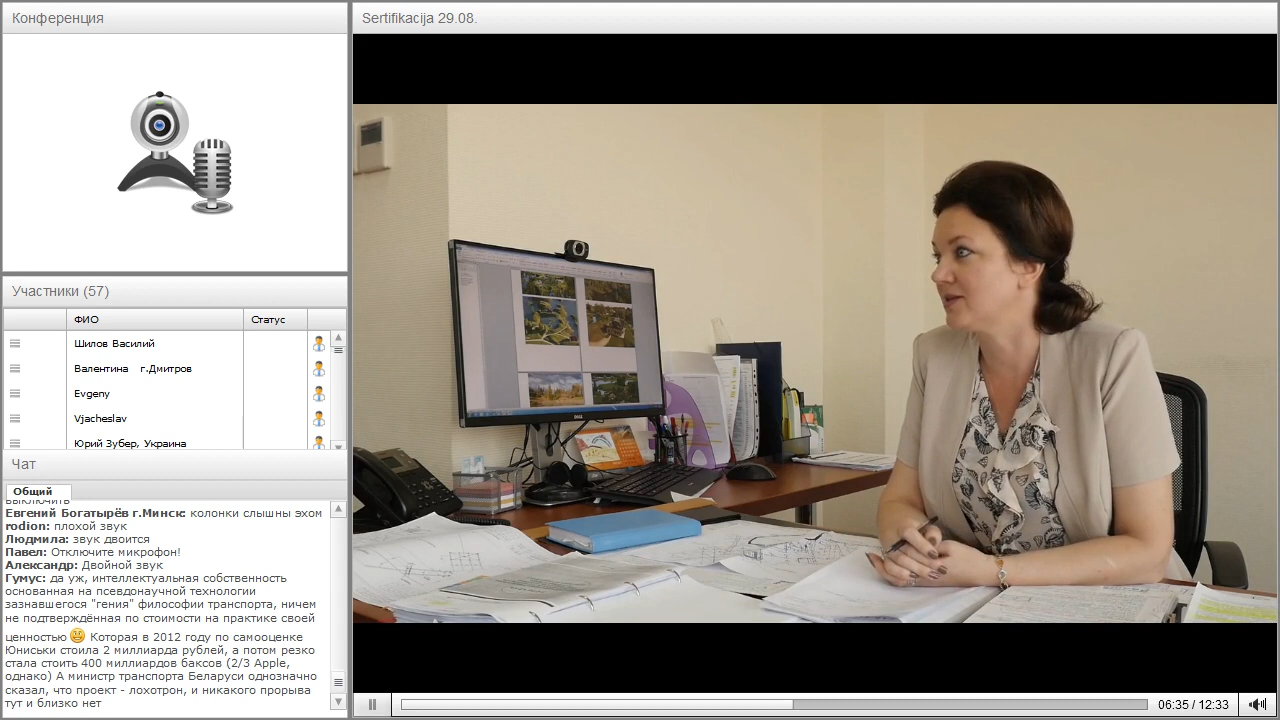 Конференция
Sertifikacija 29.08.
Участники (57)
ФИО
Статус
Шилов Василий
Валентина г.Дмитров
Evgeny
Vjacheslav
Юрий Зубер, Украина
Чат
Общий
выключить
Евгений Богатырёв г.Минск: колонки слышны эхом
rodion: плохой звук
Людмила: звук двоится
Павел: Отключите микрофон!
Александр: Двойной звук
Гумус: да уж, интеллектуальная собственность
основанная на псевдонаучной технологии
зазнавшегося "гения" философии транспорта, ничем
не подтверждённая по стоимости на практике своей
ценностью Которая в 2012 году по самооценке
Юниськи стоила 2 миллиарда рублей, а потом резко
стала стоить 400 миллиардов баксов (2/3 Apple,
однако) А министр транспорта Беларуси однозначно
сказал, что проект - лохотрон, и никакого прорыва
тут и близко нет
DELL
06:35 / 12:33